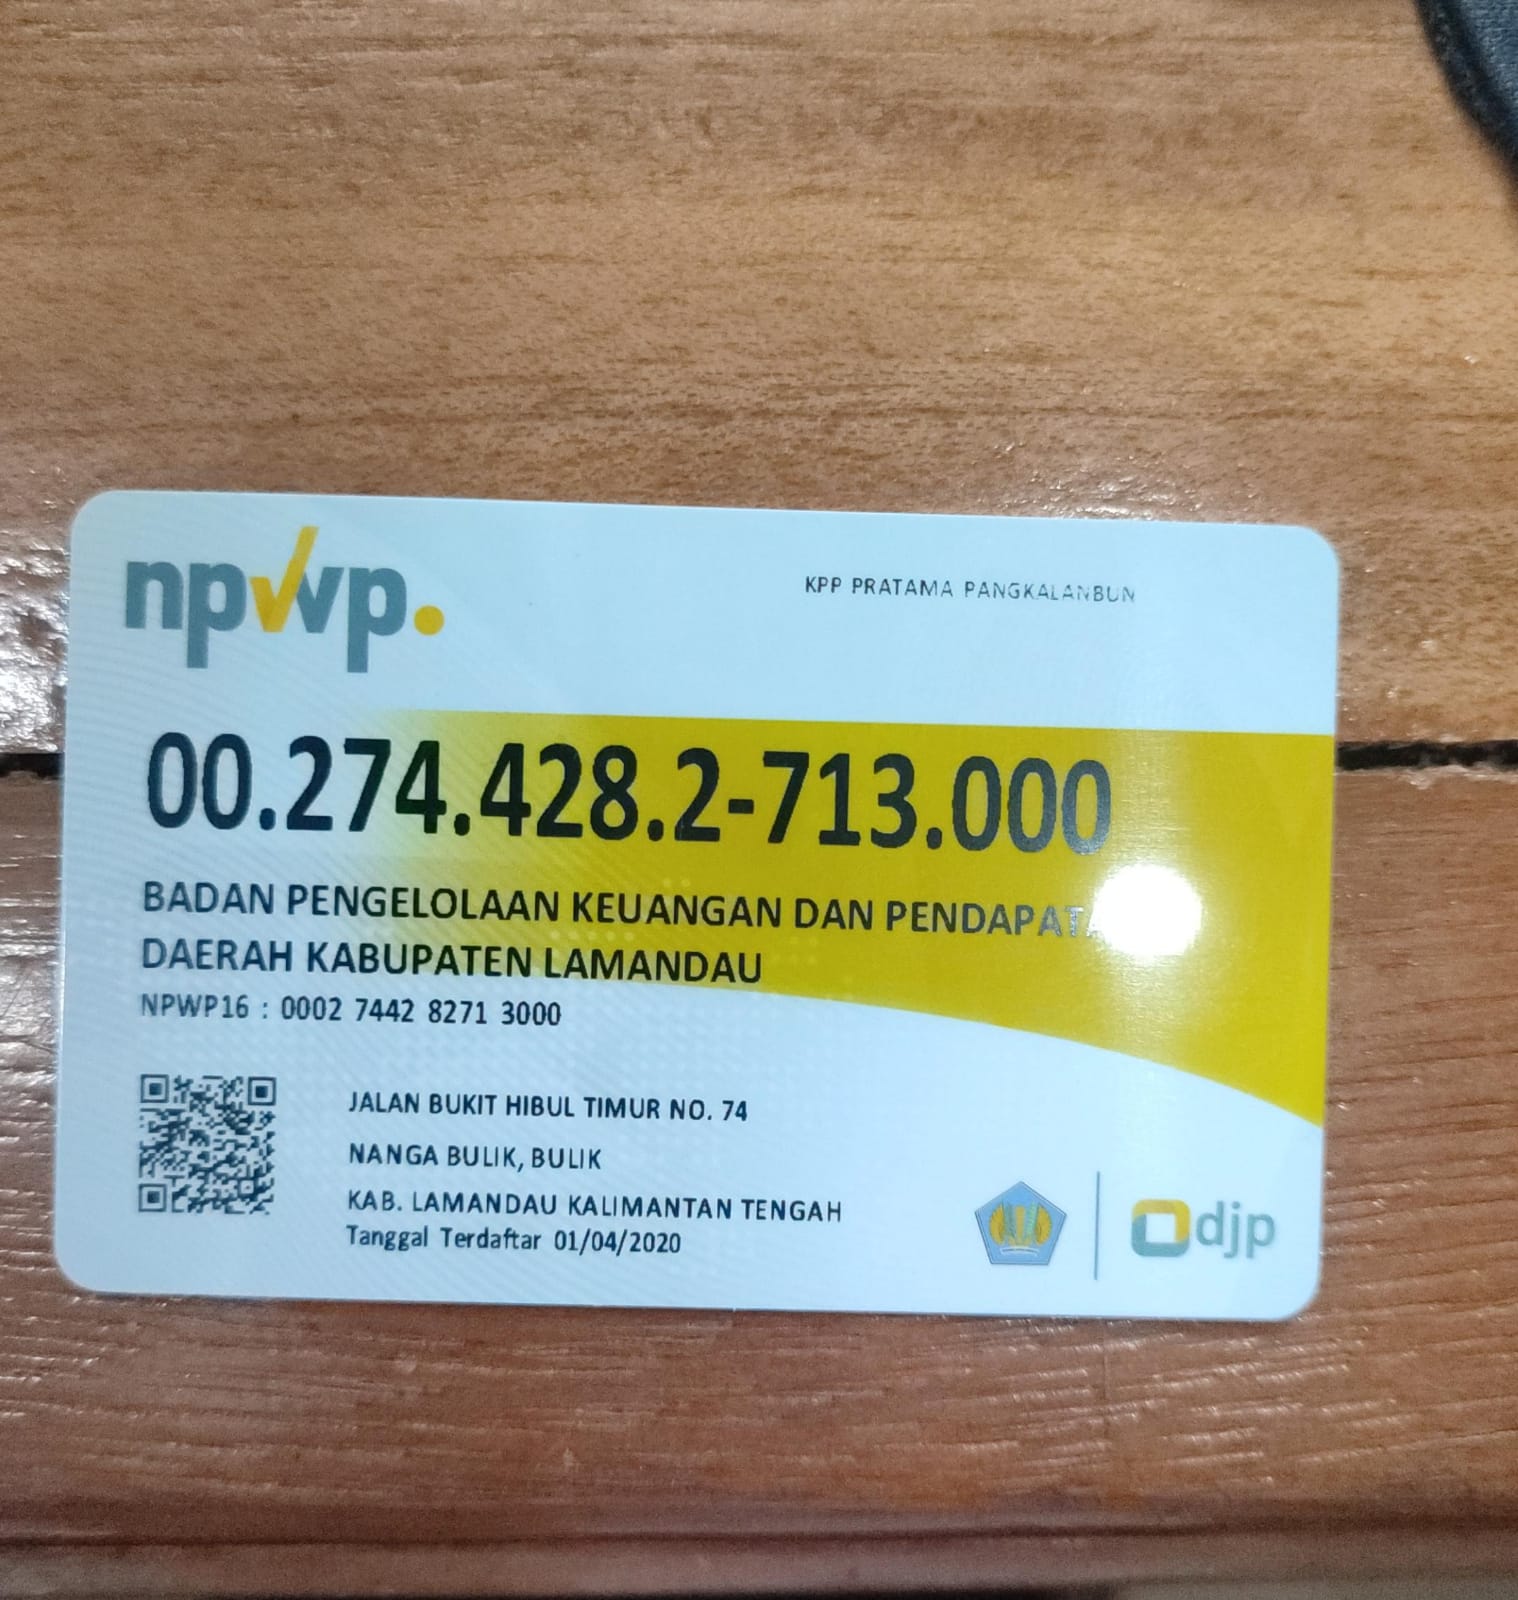 npwp.
KPP PRATAMA PANGKALANBUN
00.274.428.2-713.000
BADAN PENGELOLAAN KEUANGAN DAN
DAERAH KABUPATEN LAMANDAU
NPWP16 : 0002 7442 8271 3000
JALAN BUKIT HIBUL TIMUR NO. 74
NANGA BULIK, BULIK
KAB. LAMANDAU KALIMANTAN TENGAH
Tanggal Terdaftar 01/04/2020
djp